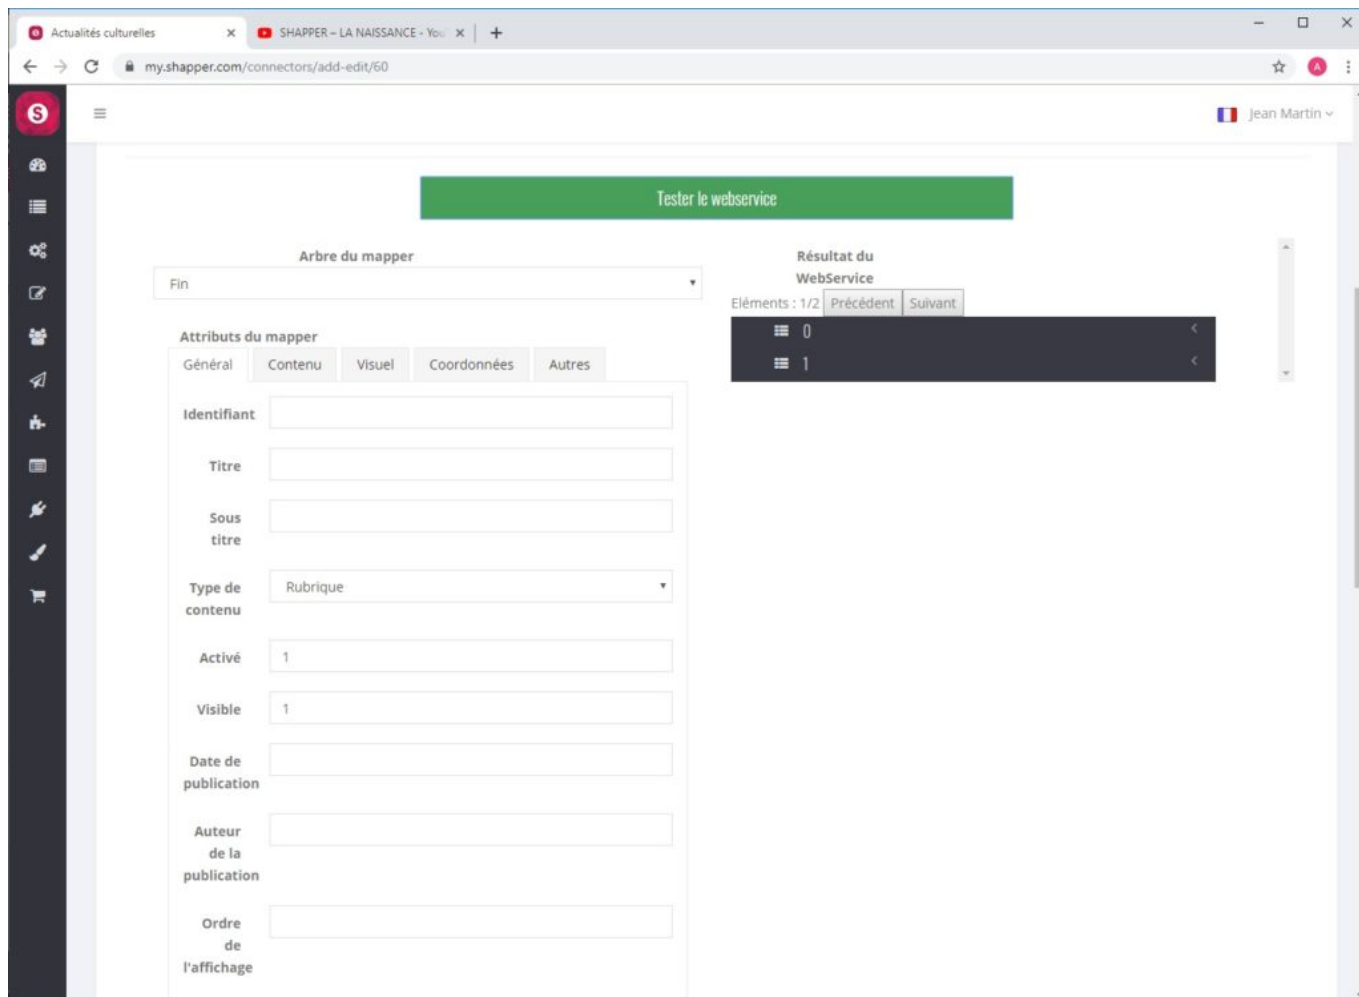 Actualités culturelles
SHAPPER – LA NAISSANCE - You
my.shapper.com/connectors/add-edit/60
A
S
Jean Martin
Tester le webservice
Arbre du mapper
Fin
Résultat du
WebService
Eléments : 1/2 Précédent Suivant
0
1
Attributs du mapper
Général Contenu Visuel Coordonnées Autres
Identifiant
Titre
Sous
titre
Type de
contenu
Rubrique
Activé 1
Visible 1
Date de
publication
Auteur
de la
publication
Ordre
de
l'affichage